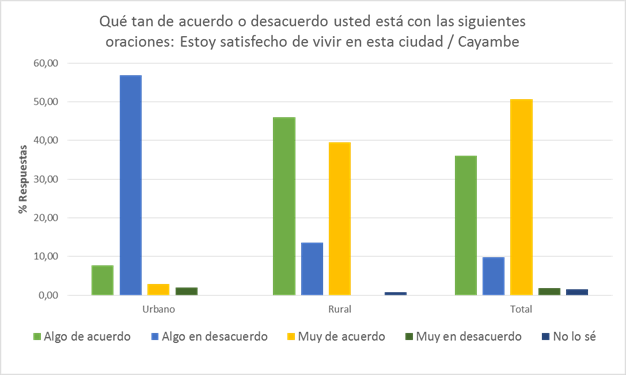 Qué tan de acuerdo o desacuerdo usted está con las siguientes
oraciones: Estoy satisfecho de vivir en esta ciudad / Cayambe
% Respuestas
60,00
50,00
40,00
30,00
20,00
10,00
0,00
Urbano Rural Total
Algo de acuerdo Algo en desacuerdo Muy de acuerdo Muy en desacuerdo No lo sé